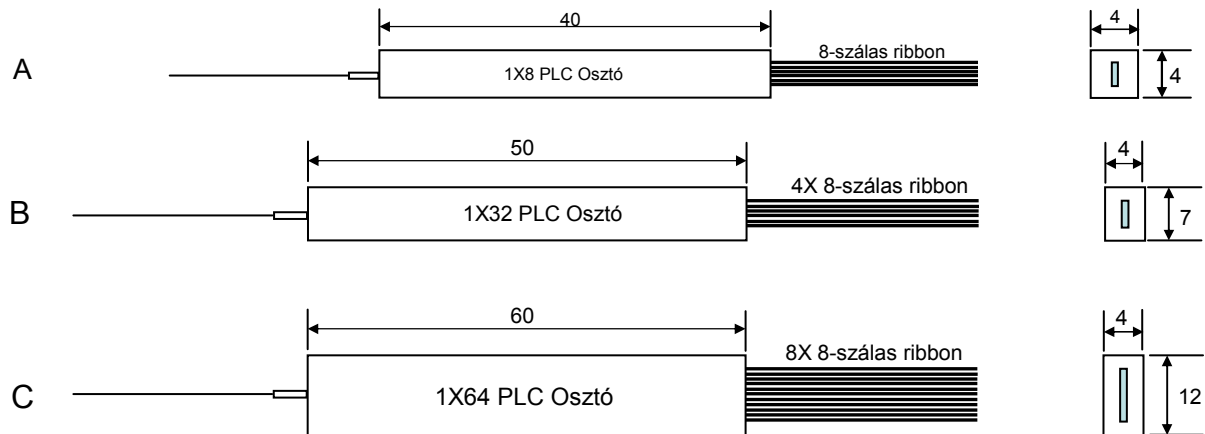 40
4
A
1X8 PLC Osztó
8-szálas ribbon
4
50
4
B
1X32 PLC Osztó
4X 8-szálas ribbon
7
60
4
C
1X64 PLC Osztó
8X 8-szálas ribbon
12